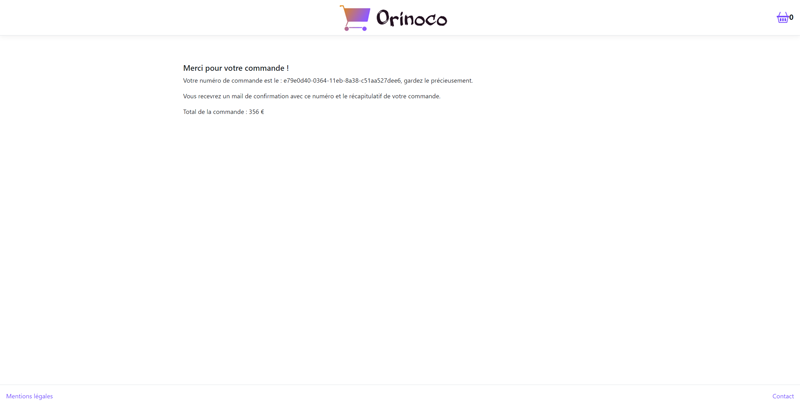 Orinoco
0
Merci pour votre commande !
Votre numéro de commande est le : e79e0d40-0364-11eb-8a38-c51aa527dee6, gardez le précieusement.
Vous recevrez un mail de confirmation avec ce numéro et le récapitulatif de votre commande.
Total de la commande : 356 €
Mentions légales
Contact